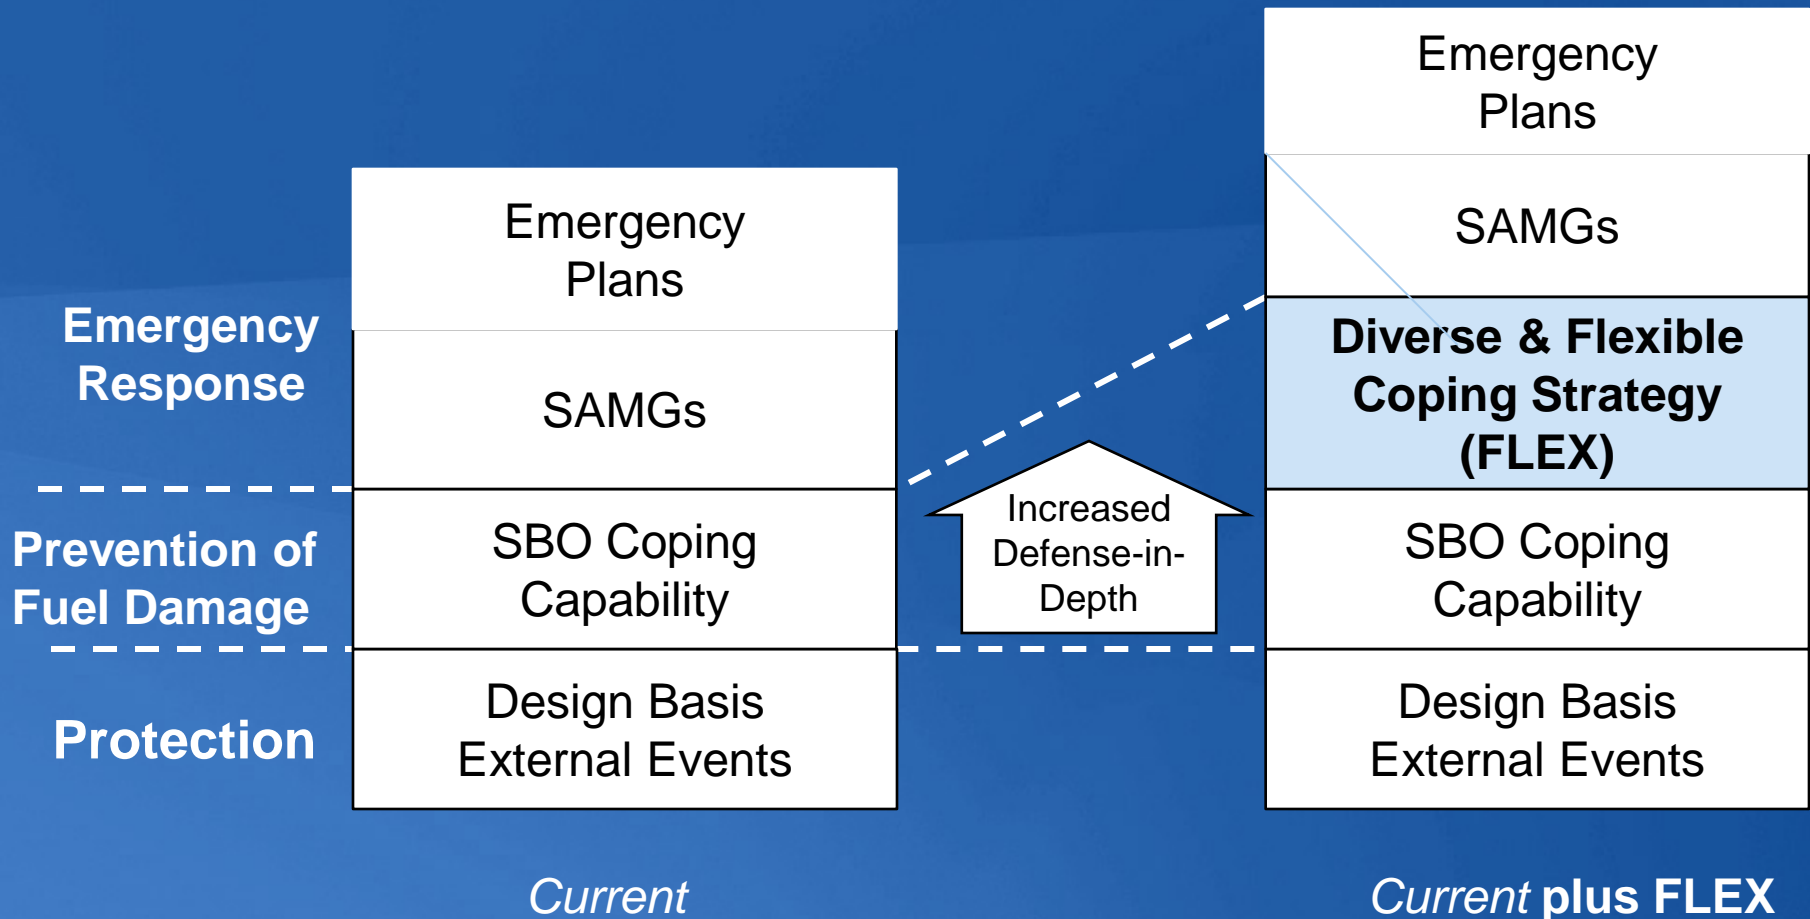 Emergency
Response
Prevention of
Fuel Damage
Protection
Emergency
Plans
SAMGs
SBO Coping
Capability
Design Basis
External Events
Current
Increased
Defense-in-
Depth
Emergency
Plans
SAMGs
Diverse & Flexible
Coping Strategy
(FLEX)
SBO Coping
Capability
Design Basis
External Events
Current plus FLEX